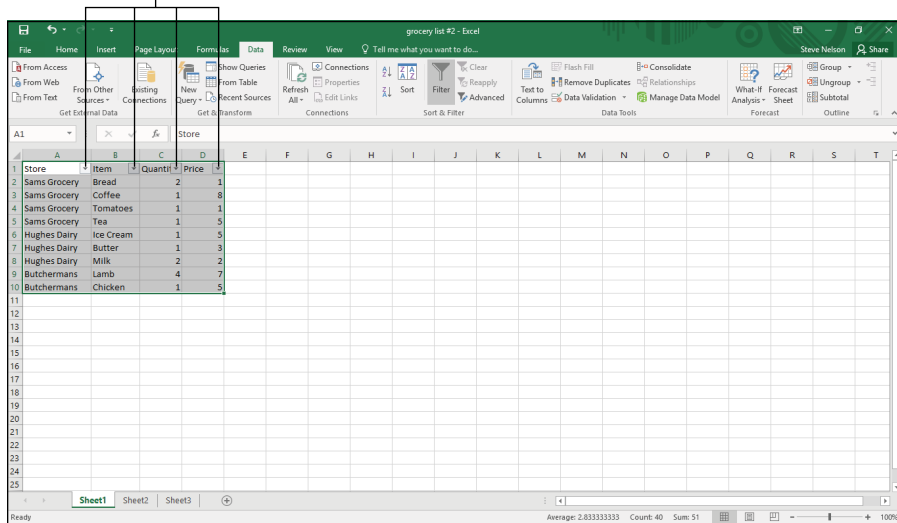 grocery list #2 - Excel
File Home Insert Page Layout Formulas Data Review View Tell me what you want to do... Steve Nelson Share
From Access
From Web
From Text
From Other Sources
Existing Connections
Get External Data
New Query
Show Queries
From Table
Recent Sources
Get & Transform
Refresh All
Connections
Properties
Edit Links
Connections
Sort
Filter
Clear
Reapply
Advanced
Sort & Filter
Text to Columns
Flash Fill
Remove Duplicates
Data Validation
Consolidate
Relationships
Manage Data Model
Data Tools
What-If Analysis
Forecast Sheet
Forecast
Group
Ungroup
Subtotal
Outline
A1 fx Store
A B C D E F G H I J K L M N O P Q R S T
1 Store Item Quantit Price
2 Sams Grocery Bread 2 1
3 Sams Grocery Coffee 1 8
4 Sams Grocery Tomatoes 1 1
5 Sams Grocery Tea 1 5
6 Hughes Dairy Ice Cream 1 5
7 Hughes Dairy Butter 1 3
8 Hughes Dairy Milk 2 2
9 Butchermans Lamb 4 7
10 Butchermans Chicken 1 5
11
12
13
14
15
16
17
18
19
20
21
22
23
24
25
Sheet1 Sheet2 Sheet3
Ready Average: 2.833333333 Count: 40 Sum: 51 100%